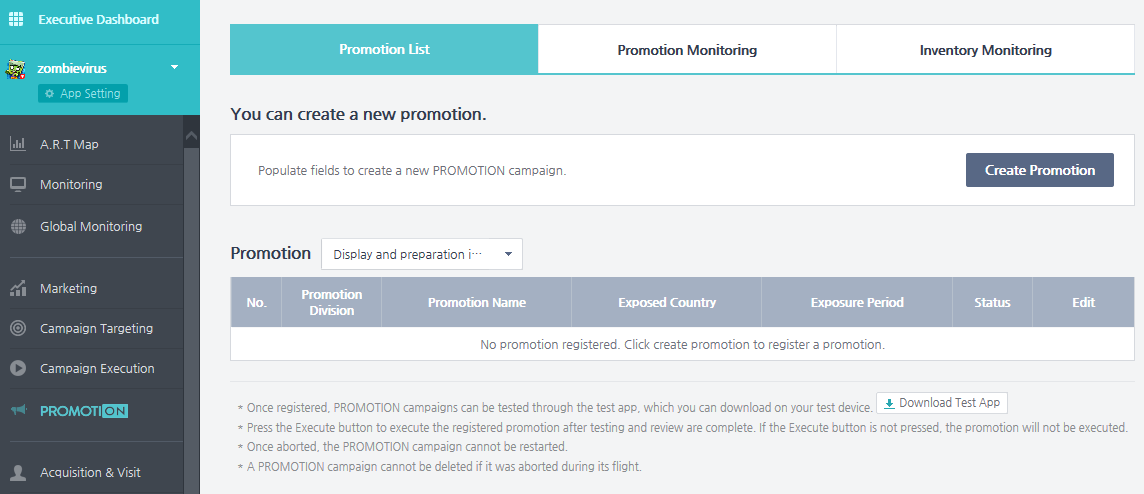 Executive Dashboard
zombievirus
App Setting
A.R.T Map
Monitoring
Global Monitoring
Marketing
Campaign Targeting
Campaign Execution
PROMOTION
Acquisition & Visit
Promotion List
Promotion Monitoring
Inventory Monitoring
You can create a new promotion.
Populate fields to create a new PROMOTION campaign.
Create Promotion
Promotion
Display and preparation i···
No.
Promotion
Division
Promotion Name
Exposed Country
Exposure Period
Status
Edit
No promotion registered. Click create promotion to register a promotion.
* Once registered, PROMOTION campaigns can be tested through the test app, which you can download on your test device.
Download Test App
* Press the Execute button to execute the registered promotion after testing and review are complete. If the Execute button is not pressed, the promotion will not be executed.
* Once aborted, the PROMOTION campaign cannot be restarted.
* A PROMOTION campaign cannot be deleted if it was aborted during its flight.